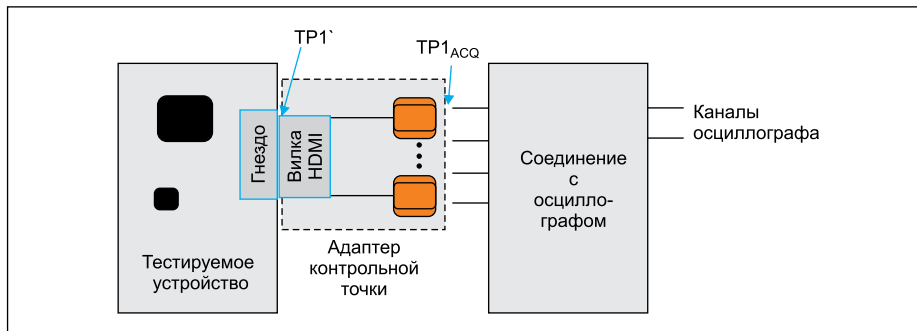 TP1`
TP1ACQ
Гнездо
Вилка
HDMI
Каналы
осциллографа
Соединение
с
осцилло-
графом
Тестируемое
устройство
Адаптер
контрольной
точки